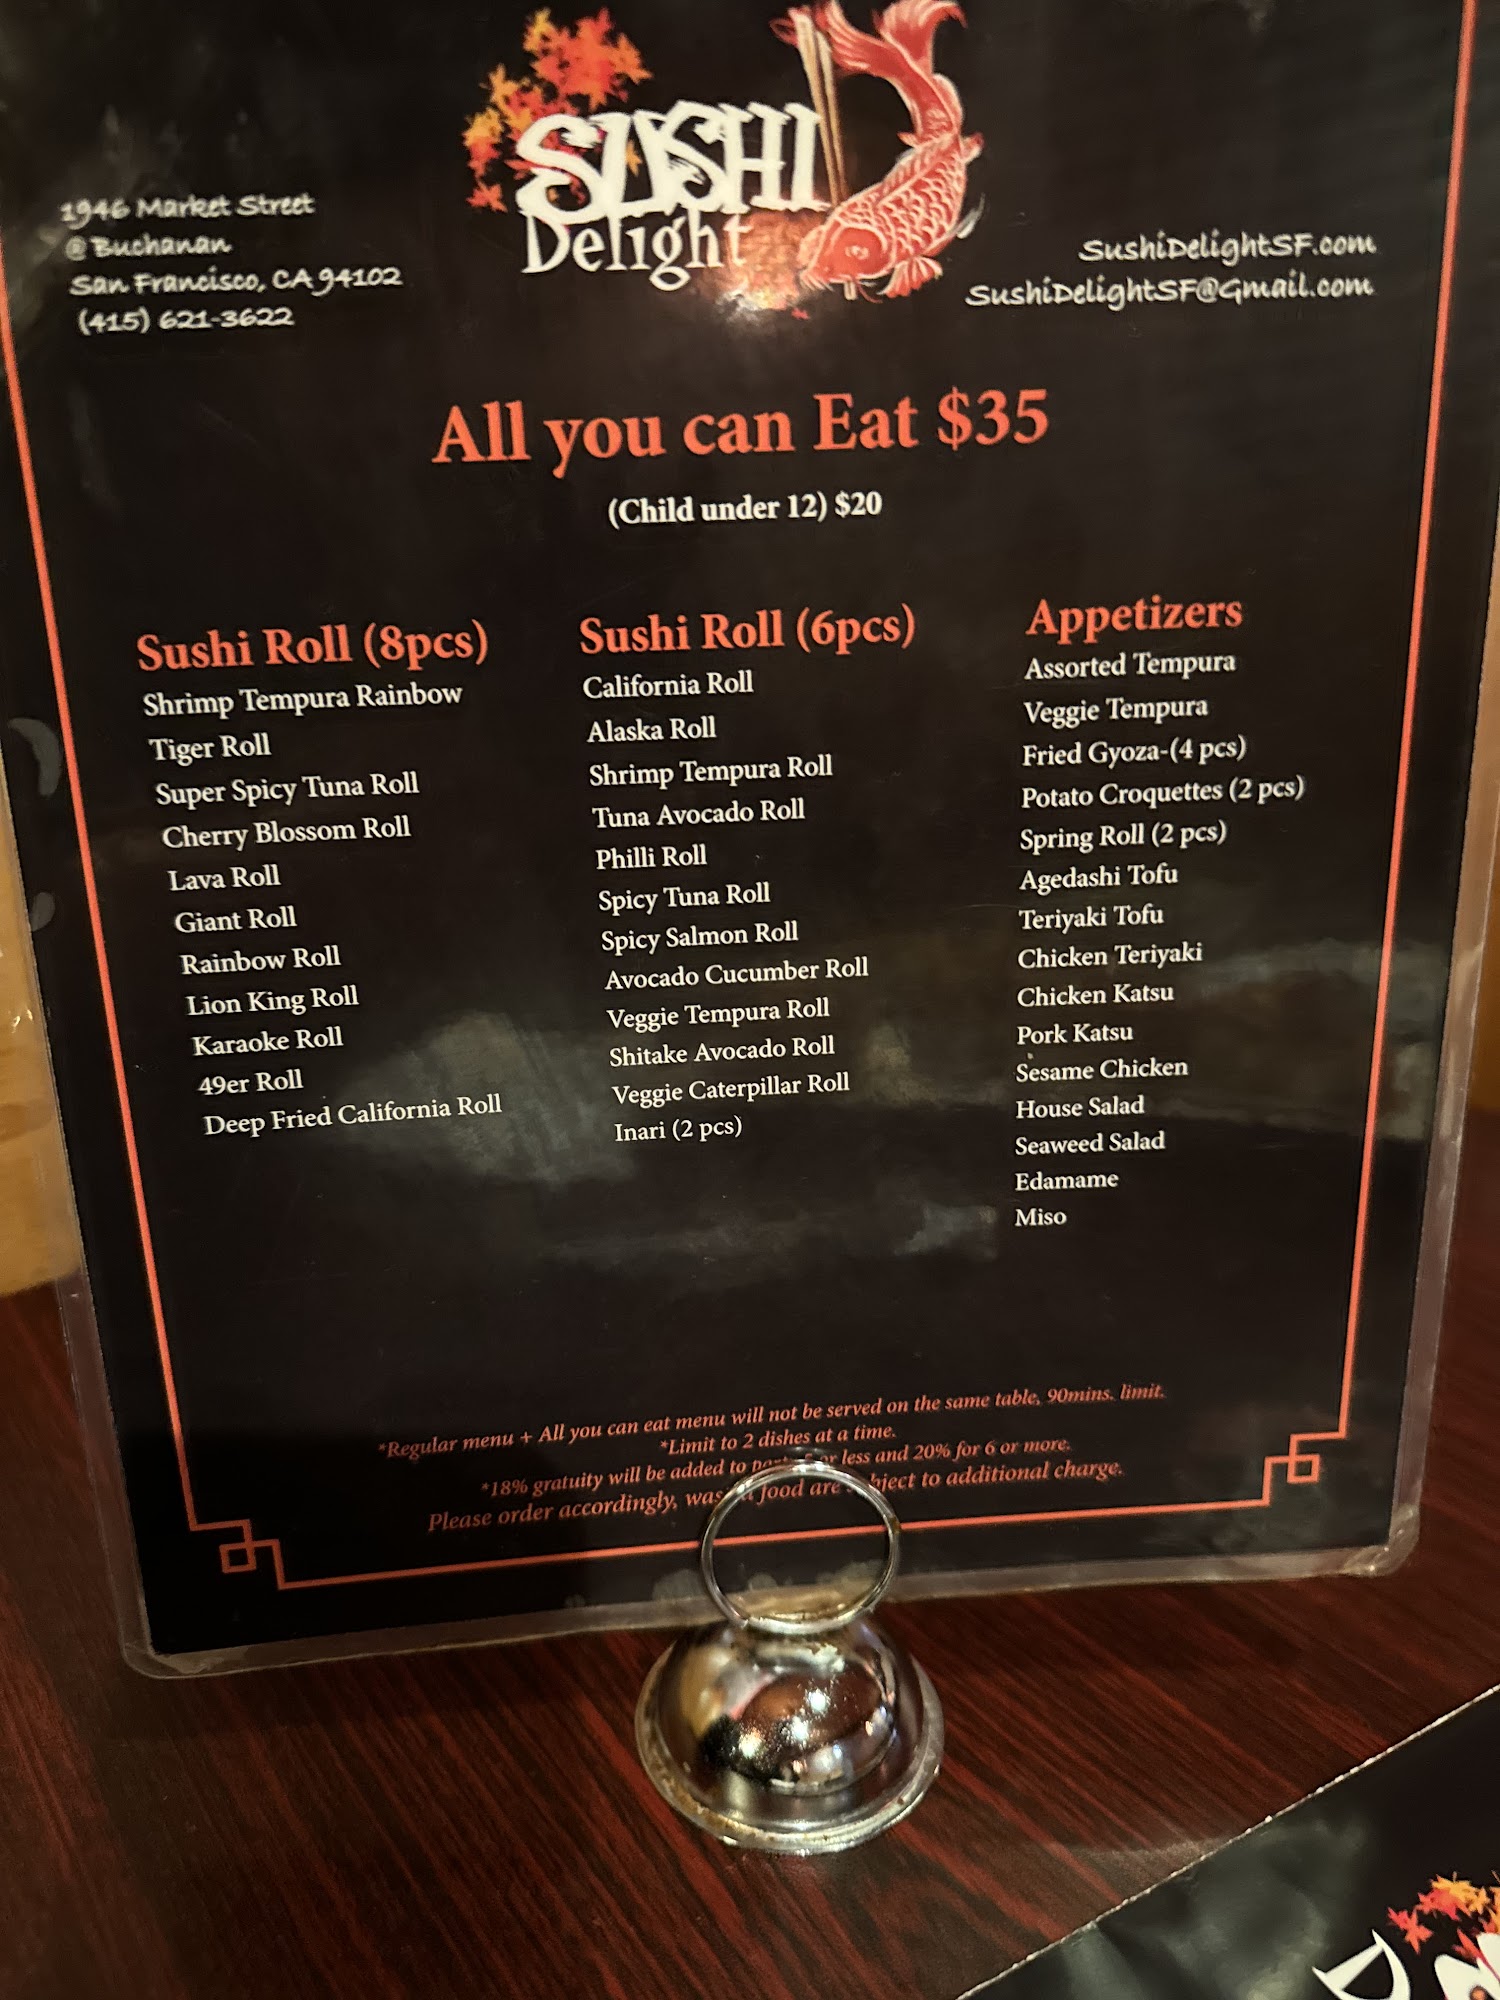 SUSHI
Delight
1946 Market Street
@ Buchanan
San Francisco, CA 94102
(415) 621-3622
SushiDelightSF.com
SushiDelightSF@Gmail.com
All you can Eat $35
(Child under 12) $20
Sushi Roll (8pcs)
Shrimp Tempura Rainbow
Tiger Roll
Super Spicy Tuna Roll
Cherry Blossom Roll
Lava Roll
Giant Roll
Rainbow Roll
Lion King Roll
Karaoke Roll
49er Roll
Deep Fried California Roll
Sushi Roll (6pcs)
California Roll
Alaska Roll
Shrimp Tempura Roll
Tuna Avocado Roll
Philli Roll
Spicy Tuna Roll
Spicy Salmon Roll
Avocado Cucumber Roll
Veggie Tempura Roll
Shitake Avocado Roll
Veggie Caterpillar Roll
Inari (2 pcs)
Appetizers
Assorted Tempura
Veggie Tempura
Fried Gyoza-(4 pcs)
Potato Croquettes (2 pcs)
Spring Roll (2 pcs)
Agedashi Tofu
Teriyaki Tofu
Chicken Teriyaki
Chicken Katsu
Pork Katsu
Sesame Chicken
House Salad
Seaweed Salad
Edamame
Miso
*Regular menu + All you can eat menu will not be served on the same table, 90mins. limit.
*Limit to 2 dishes at a time.
*18% gratuity will be added to or less and 20% for 6 or more.
Please order accordingly, food are subject to additional charge.